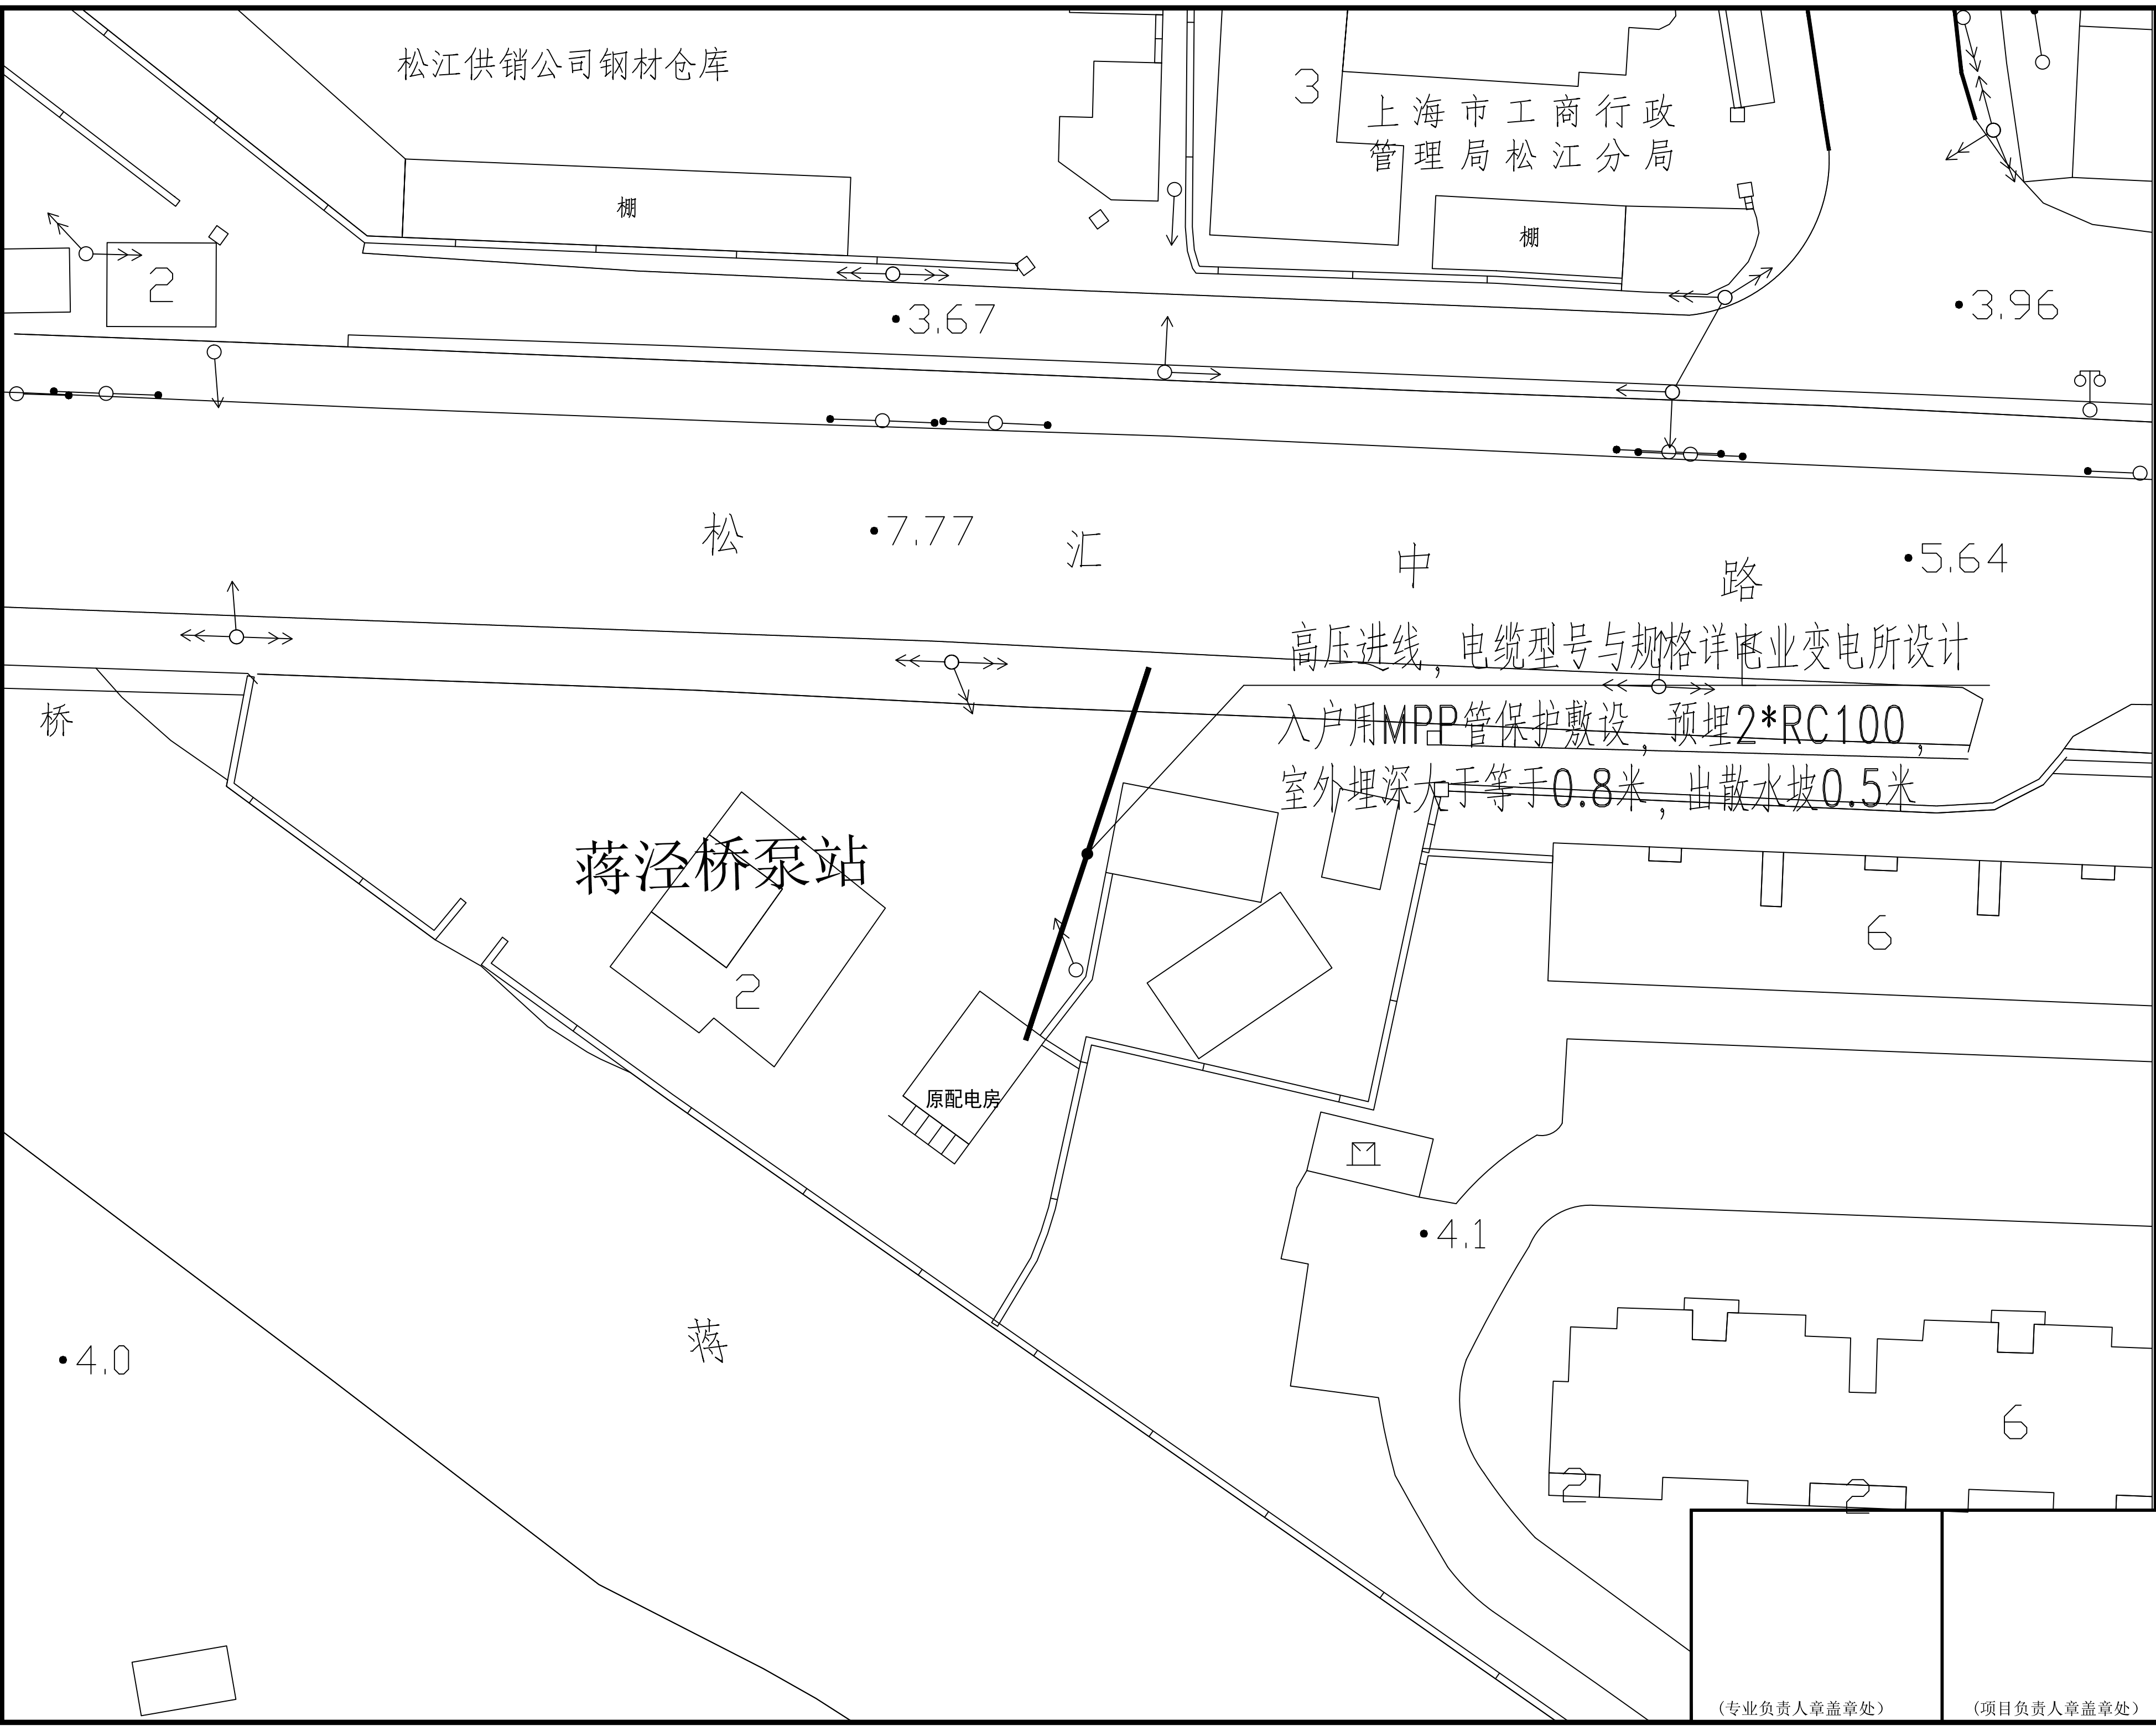 松江供销公司钢材仓库
3
上海市工商行政
管理局松江分局
棚
棚
2
3.67
3.96
7.77
5.64
松汇中路
高压进线，电缆型号与规格详电业变电所设计
入户用MPP管保护敷设，预埋2*RC100，
室外埋深大于等于0.8米，出散水坡0.5米
桥
蒋泾桥泵站
2
6
原配电房
4.1
蒋
4.0
6
2
2
（专业负责人章盖章处）
（项目负责人章盖章处）